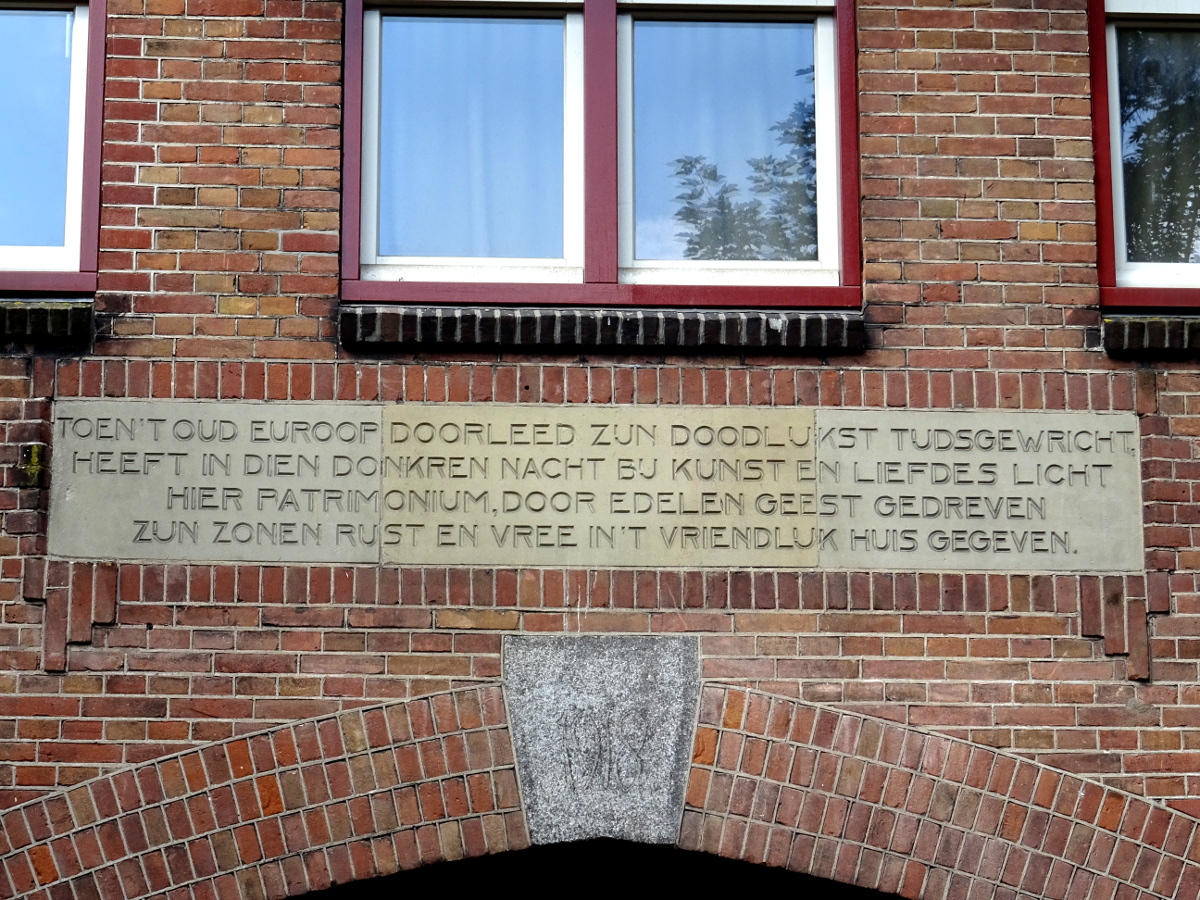 TOEN'T OUD EUROOP DOORLEED ZIJN DOODLIJKST TIJDSGEWRICHT,
HEEFT IN DIEN DONKREN NACHT BIJ KUNST EN LIEFDES LICHT
HIER PATRIMONIUM, DOOR EDELEN GEEST GEDREVEN
ZIJN ZONEN RUST EN VREE IN'T VRIENDLIJK HUIS GEGEVEN.
1918